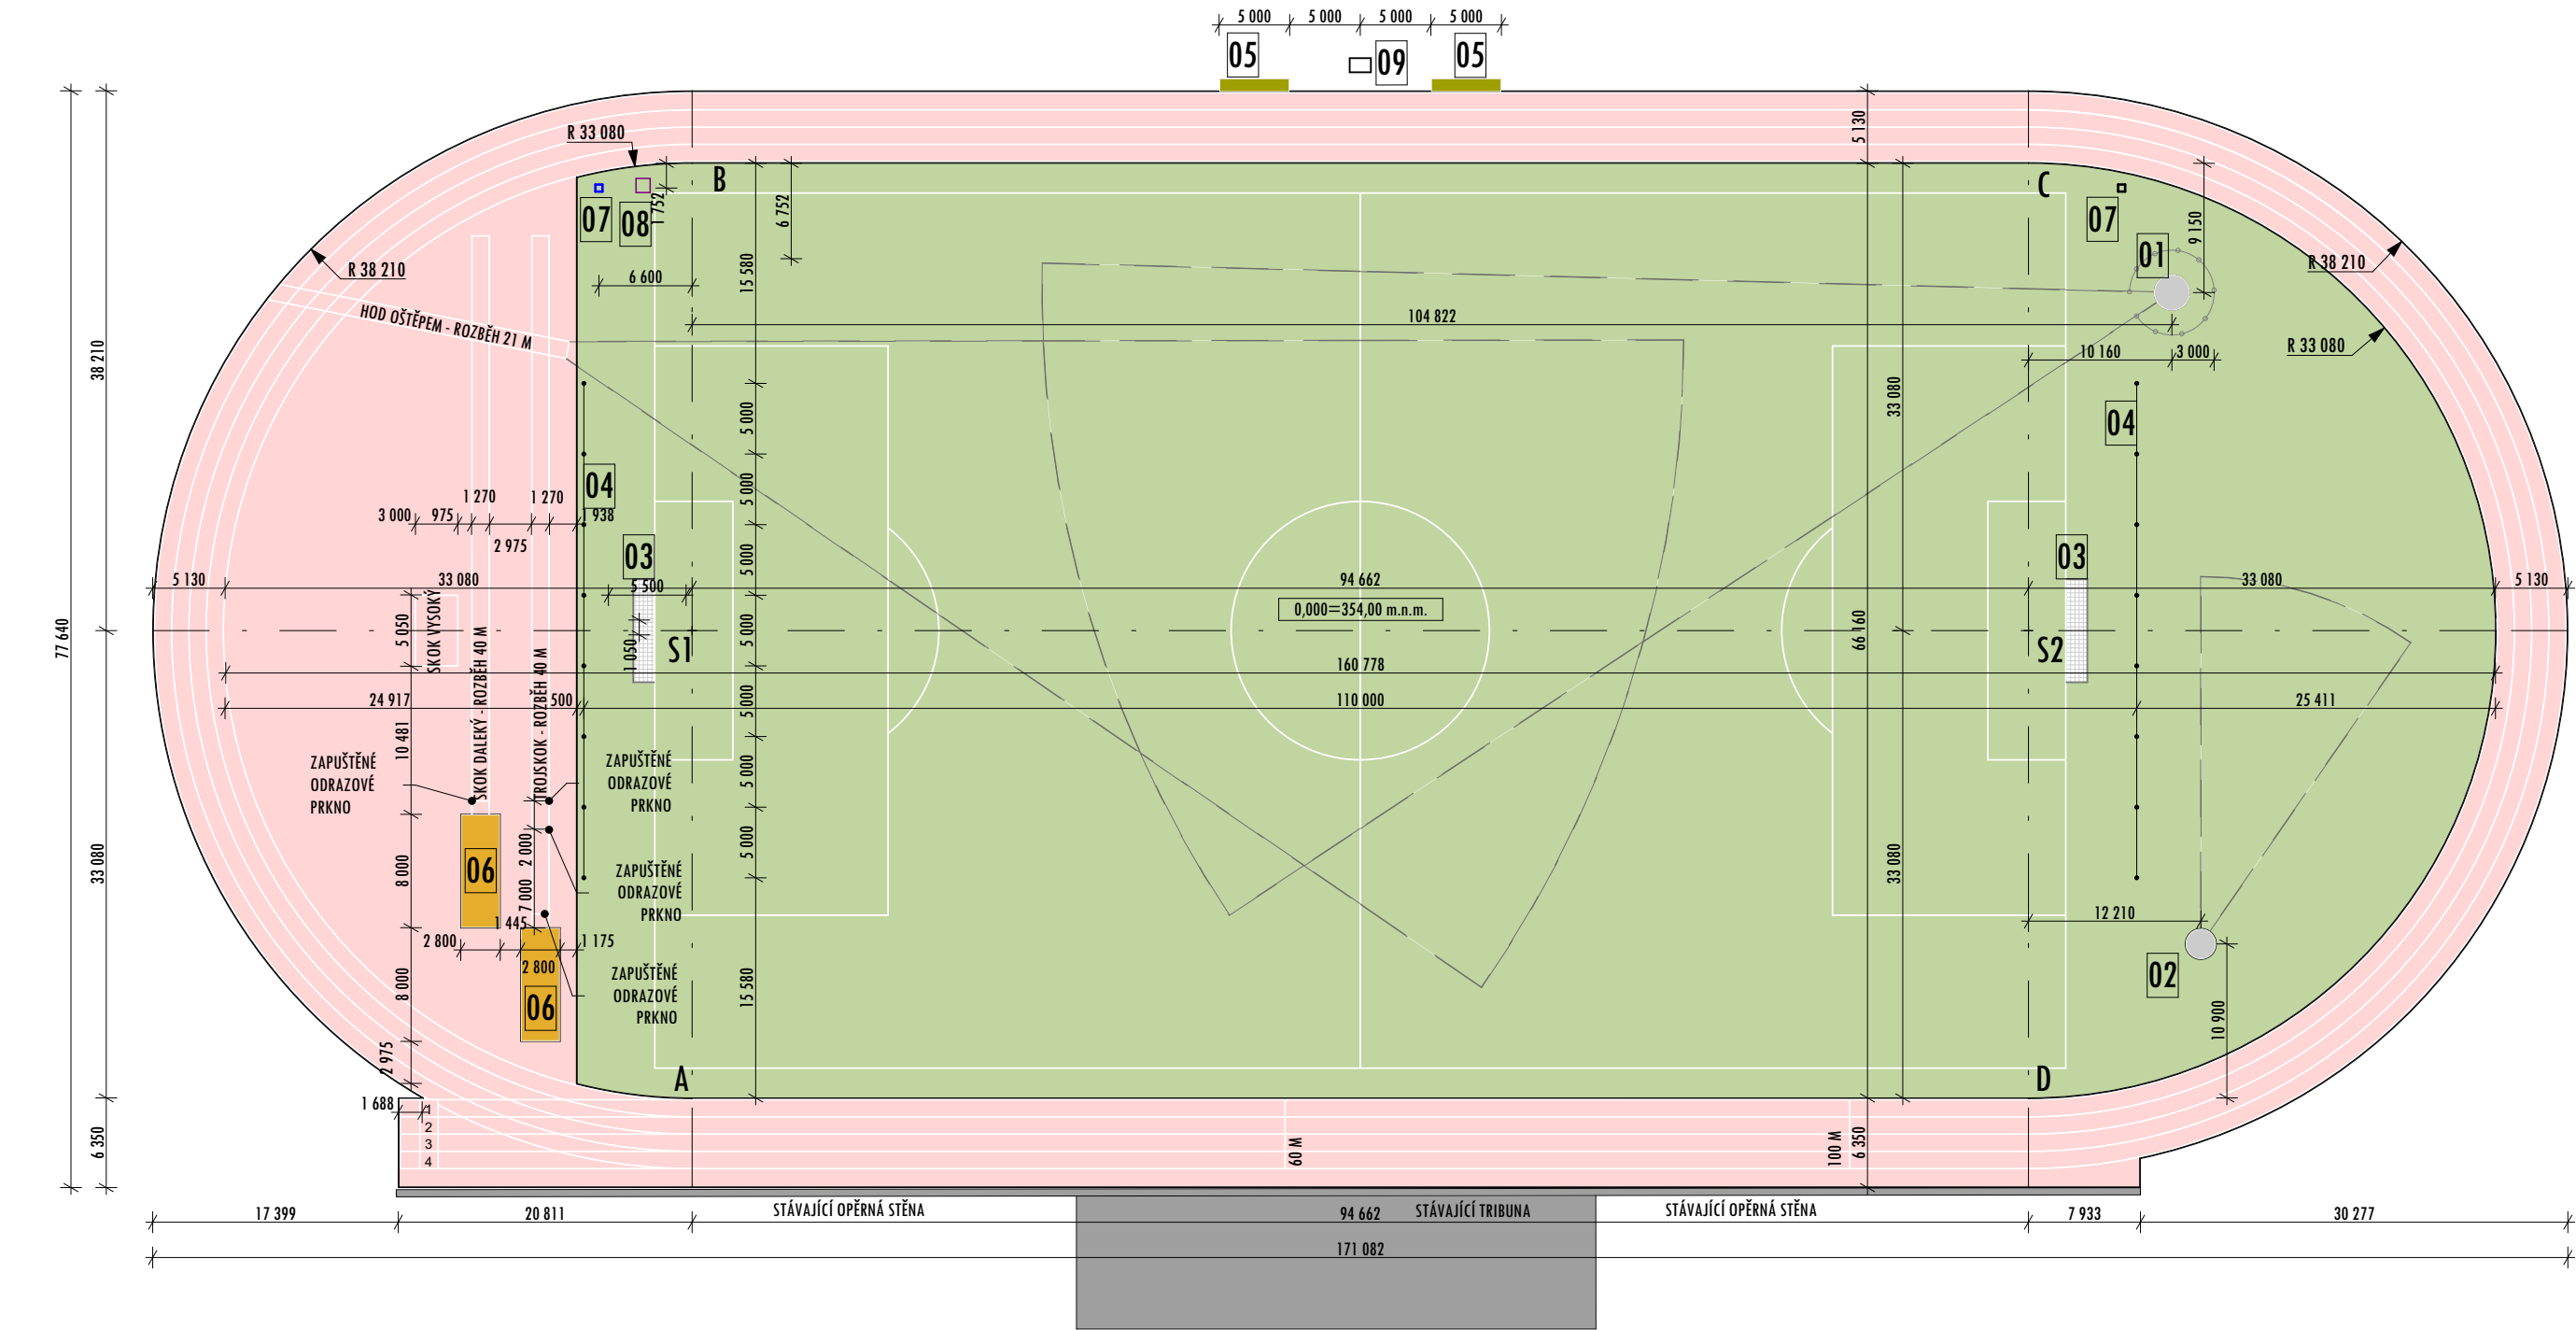 5 000
5 000
5 000
5 000
05
09
05
R 33 080
5 130
B
C
07
08
1 752
6 752
07
01
9 150
R 38 210
6 600
15 580
R 38 210
HOD OŠTĚPEM - ROZBĚH 21 M
104 822
10 160
3 000
R 33 080
38 210
33 080
5 000
04
04
1 270
1 270
3 000
975
1 938
2 975
5 000
03
03
5 000
5 130
33 080
5 500
94 662
33 080
5 130
0,000=354,00 m.n.m.
77 640
5 050
SKOK VYSOKÝ
1 050
S1
5 000
66 160
S2
160 778
24 917
500
110 000
25 411
5 000
10 481
SKOK DALEKÝ - ROZBĚH 40 M
TROJSKOK - ROZBĚH 40 M
ZAPUŠTĚNÉ
ODRAZOVÉ
PRKNO
ZAPUŠTĚNÉ
ODRAZOVÉ
PRKNO
5 000
33 080
8 000
06
2 000
7 000
ZAPUŠTĚNÉ
ODRAZOVÉ
PRKNO
5 000
33 080
1 445
2 800
1 175
2 800
12 210
02
8 000
06
ZAPUŠTĚNÉ
ODRAZOVÉ
PRKNO
15 580
10 900
2 975
A
D
1 688
1
2
3
4
6 350
60 M
100 M
6 350
STÁVAJÍCÍ OPĚRNÁ STĚNA
STÁVAJÍCÍ TRIBUNA
STÁVAJÍCÍ OPĚRNÁ STĚNA
17 399
20 811
94 662
7 933
30 277
171 082